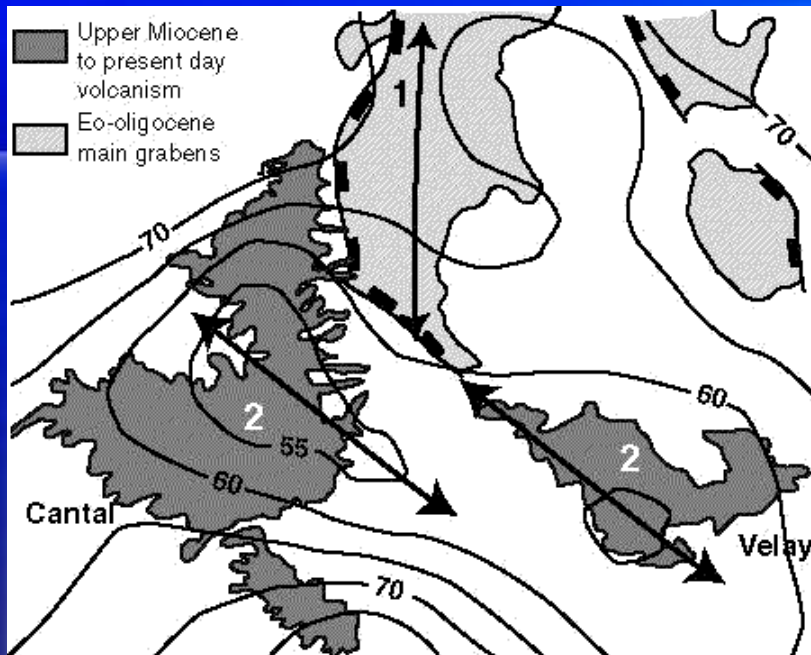 Upper Miocene
to present day
volcanism
Eo-oligocene
main grabens
1
70
70
2
55
60
60
2
Cantal
Velay
70